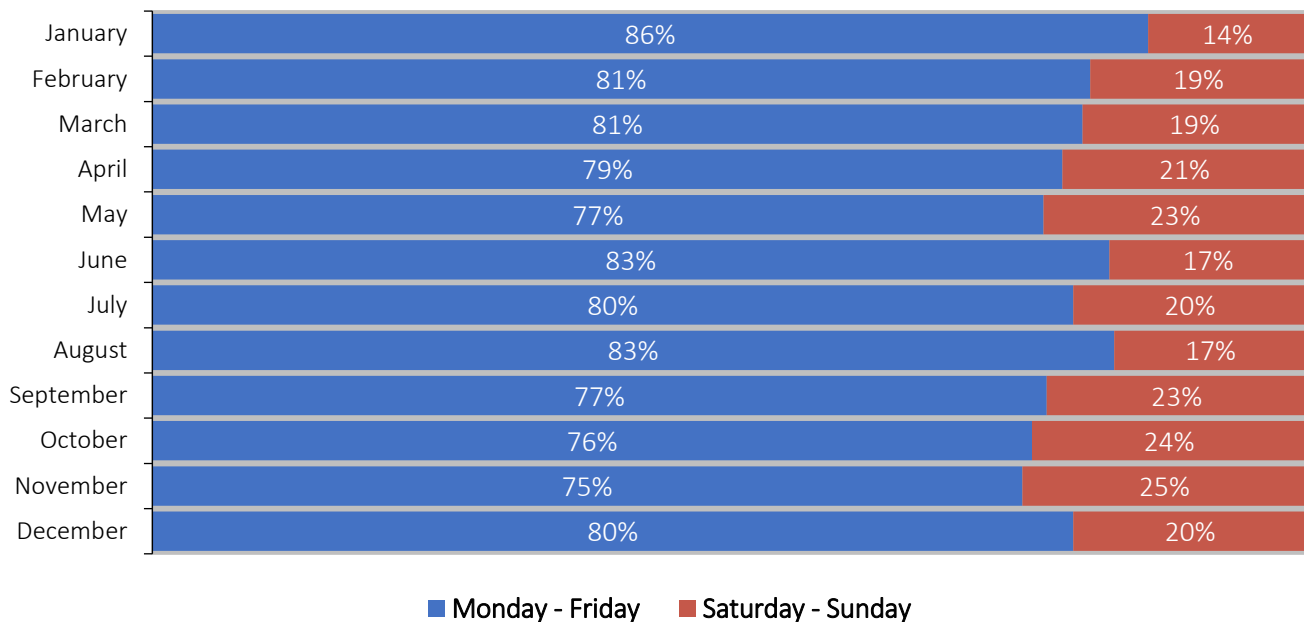 January 86% 14%
February 81% 19%
March 81% 19%
April 79% 21%
May 77% 23%
June 83% 17%
July 80% 20%
August 83% 17%
September 77% 23%
October 76% 24%
November 75% 25%
December 80% 20%
Monday - Friday Saturday - Sunday